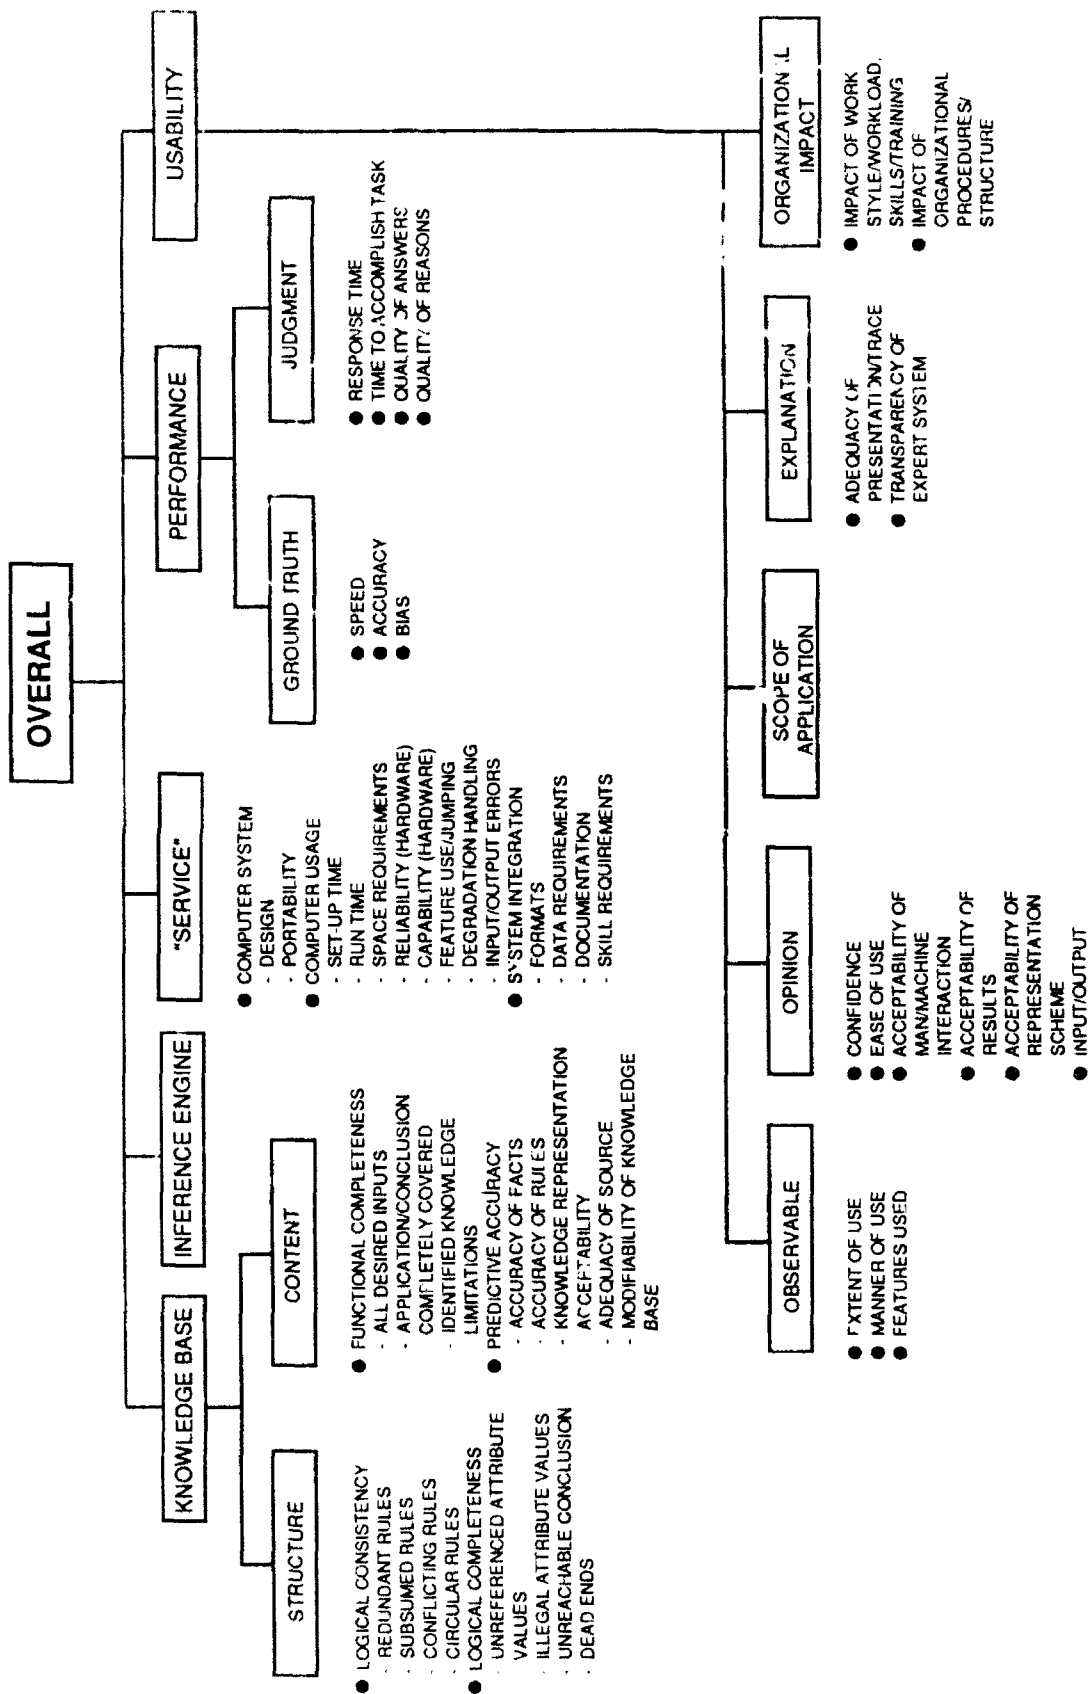 OVERALL
KNOWLEDGE BASE
INFERENCE ENGINE
"SERVICE"
PERFORMANCE
USABILITY
STRUCTURE
● LOGICAL CONSISTENCY
- REDUNDANT RULES
- SUBSUMED RULES
- CONFLICTING RULES
- CIRCULAR RULES
● LOGICAL COMPLETENESS
- UNREFERENCED ATTRIBUTE
VALUES
- ILLEGAL ATTRIBUTE VALUES
- UNREACHABLE CONCLUSION
- DEAD ENDS
CONTENT
● FUNCTIONAL COMPLETENESS
- ALL DESIRED INPUTS
- APPLICATION/CONCLUSION
COMPLETELY COVERED
- IDENTIFIED KNOWLEDGE
LIMITATIONS
● PREDICTIVE ACCURACY
- ACCURACY OF FACTS
- ACCURACY OF RULES
- KNOWLEDGE REPRESENTATION
ACCEPTABILITY
- ADEQUACY OF SOURCE
- MODIFIABILITY OF KNOWLEDGE
BASE
● COMPUTER SYSTEM
- DESIGN
- PORTABILITY
● COMPUTER USAGE
- SET-UP TIME
- RUN TIME
- SPACE REQUIREMENTS
- RELIABILITY (HARDWARE)
- CAPABILITY (HARDWARE)
- FEATURE USE/JUMPING
- DEGRADATION HANDLING
- INPUT/OUTPUT ERRORS
● SYSTEM INTEGRATION
- FORMATS
- DATA REQUIREMENTS
- DOCUMENTATION
- SKILL REQUIREMENTS
GROUND TRUTH
● SPEED
● ACCURACY
● BIAS
JUDGMENT
● RESPONSE TIME
● TIME TO ACCOMPLISH TASK
● QUALITY OF ANSWERS
● QUALITY OF REASONS
OBSERVABLE
● EXTENT OF USE
● MANNER OF USE
● FEATURES USED
OPINION
● CONFIDENCE
● EASE OF USE
● ACCEPTABILITY OF
MAN/MACHINE
INTERACTION
● ACCEPTABILITY OF
RESULTS
● ACCEPTABILITY OF
REPRESENTATION
SCHEME
● INPUT/OUTPUT
SCOPE OF
APPLICATION
EXPLANATION
● ADEQUACY OF
PRESENTATION/TRACE
● TRANSPARENCY OF
EXPERT SYSTEM
ORGANIZATIONAL
IMPACT
● IMPACT OF WORK
STYLE/WORKLOAD,
SKILLS/TRAINING
● IMPACT OF
ORGANIZATIONAL
PROCEDURES/
STRUCTURE